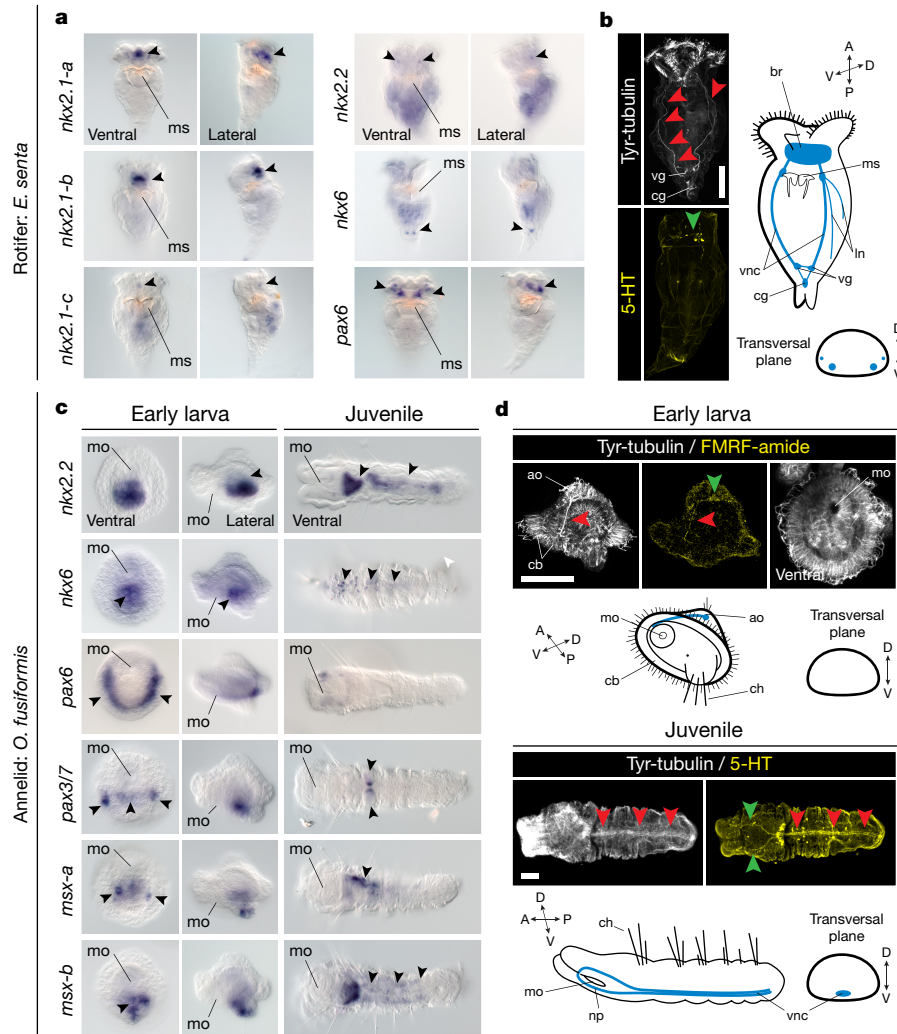 Rotifer: E. senta
a
nkx2.1-a
Ventral
Lateral
ms
nkx2.2
Ventral
Lateral
ms
nkx2.1-b
ms
nkx6
ms
nkx2.1-c
ms
pax6
ms
b
Tyr-tubulin
vg
cg
5-HT
A
V
D
P
br
ms
ln
vnc
vg
cg
Transversal
plane
D
V
Annelid: O. fusiformis
c
Early larva
Juvenile
nkx2.2
mo
Ventral
mo
Lateral
mo
Ventral
nkx6
mo
mo
pax6
mo
mo
mo
pax3/7
mo
mo
mo
msx-a
mo
mo
mo
msx-b
mo
mo
mo
d
Early larva
Tyr-tubulin / FMRF-amide
ao
cb
mo
Ventral
A
D
V
P
mo
ao
cb
ch
Transversal
plane
D
V
Juvenile
Tyr-tubulin / 5-HT
D
A
P
V
ch
mo
np
vnc
Transversal
plane
D
V